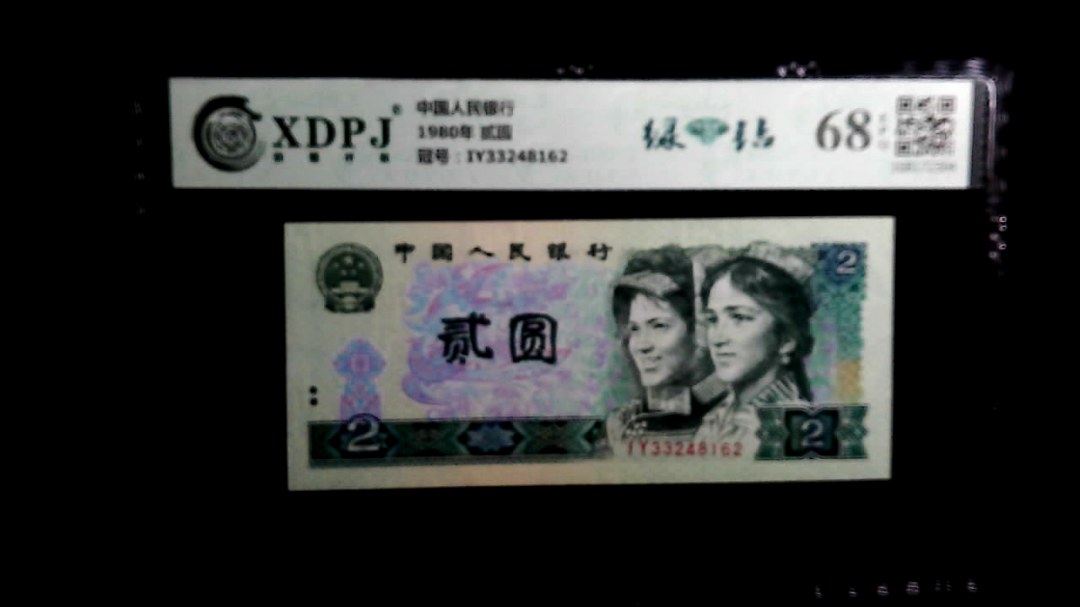 XDPJ
中国人民银行
1980年 贰圆
冠号：IY33248162
绿 钻
68
中国人民银行
2
贰圆
2
IY33248162
2